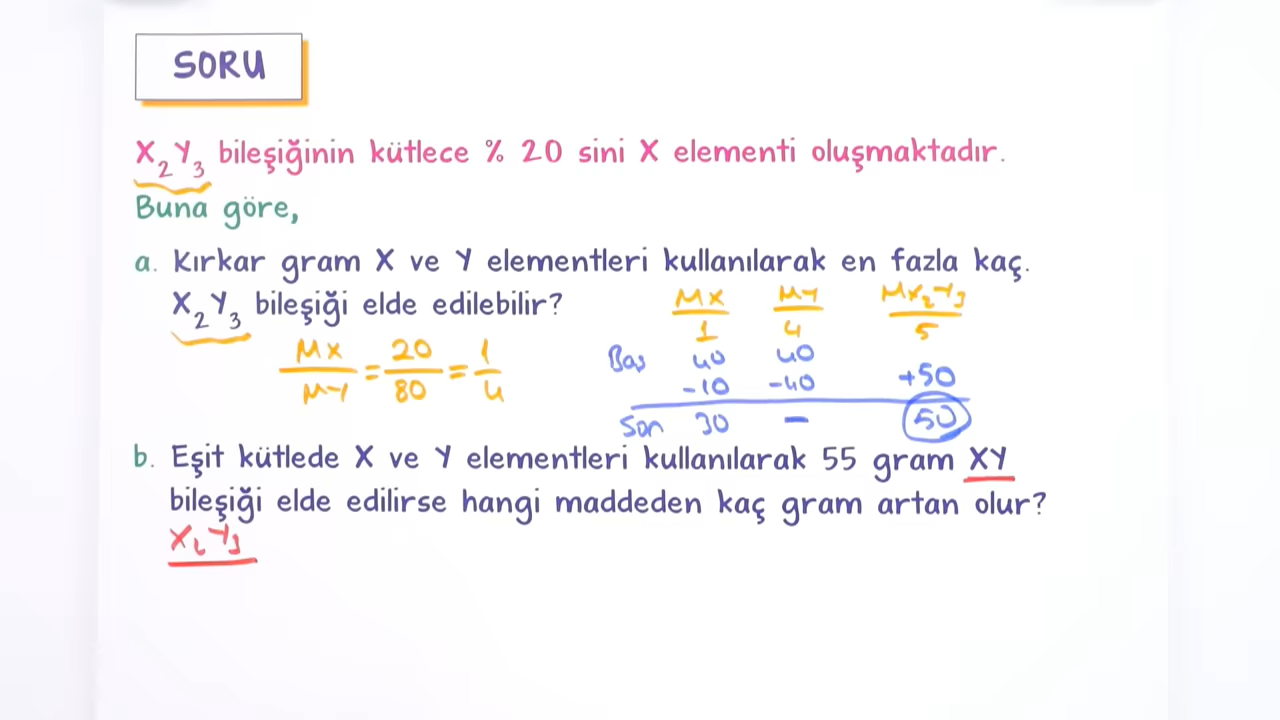 SORU
X₂Y₃ bileşiğinin kütlece % 20 sini X elementi oluşmaktadır.
Buna göre,
a. Kırkar gram X ve Y elementleri kullanılarak en fazla kaç.
X₂Y₃ bileşiği elde edilebilir?
MX/MY = 20/80 = 1/4
MX/1 MY/4 MX₂Y₃/5
Baş 40 40
-10 -40 +50
Son 30 - 50
b. Eşit kütlede X ve Y elementleri kullanılarak 55 gram XY
bileşiği elde edilirse hangi maddeden kaç gram artan olur?
X₂Y₃